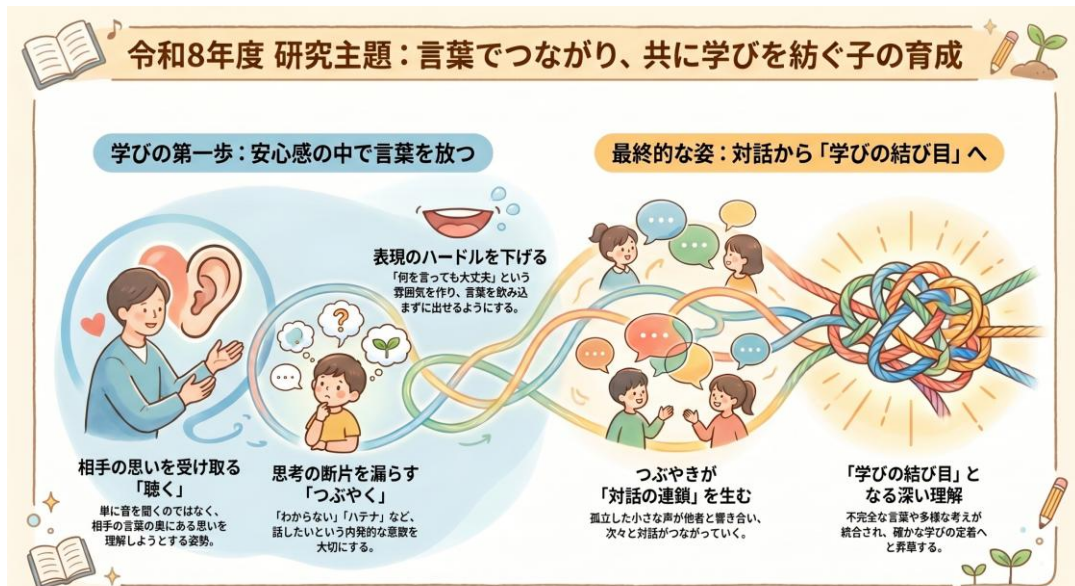 令和8年度 研究主題：言葉でつながり、共に学びを紡ぐ子の育成
学びの第一歩：安心感の中で言葉を放つ
表現のハードルを下げる
「何を言っても大丈夫」という
雰囲気を作り、言葉を飲み込
まずに出せるようにする。
相手の思いを受け取る
「聴く」
単に音を聞くのではなく、
相手の言葉の奥にある思いを
理解しようとする姿勢。
思考の断片を漏らす
「つぶやく」
「わからない」「ハテナ」など、
話したいという内発的な意欲を
大切にする。
最終的な姿：対話から「学びの結び目」へ
つぶやきが
「対話の連鎖」を生む
孤立した小さな声が他者と響き合い、
次々と対話がつながっていく。
「学びの結び目」と
なる深い理解
不完全な言葉や多様な考えが
統合され、確かな学びの定着へ
と昇草する。